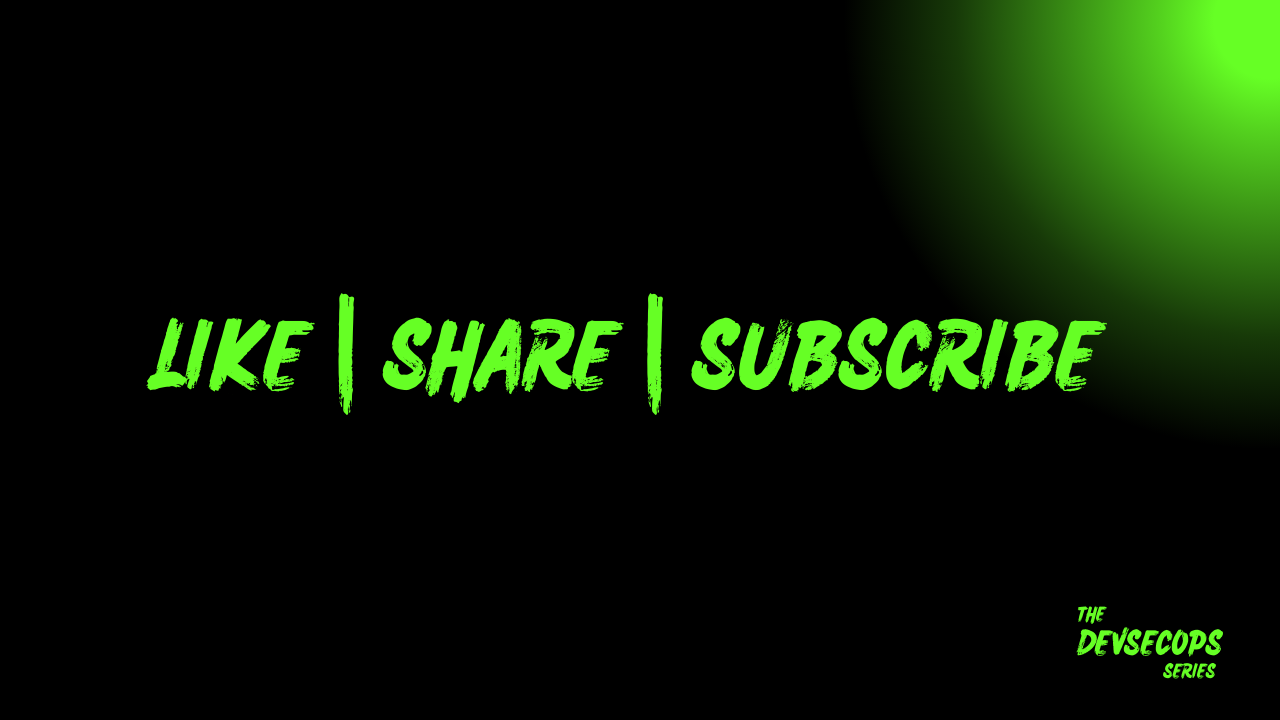 LIKE | SHARE | SUBSCRIBE
THE
DEVSECOPS
SERIES